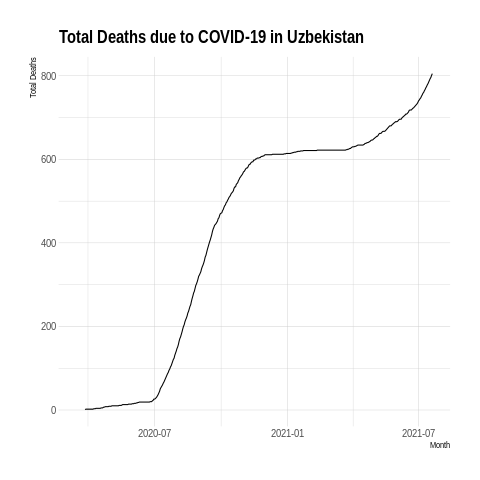 Total Deaths due to COVID-19 in Uzbekistan
Total Deaths
800
600
400
200
0
2020-07
2021-01
2021-07
Month